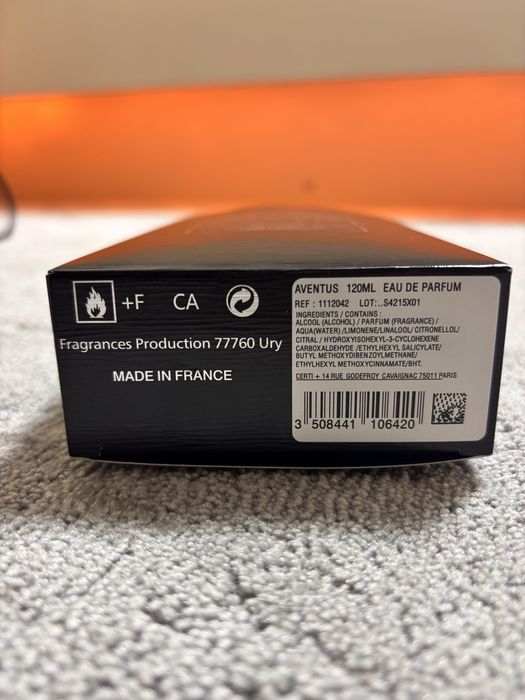 +F CA
Fragrances Production 77760 Ury
MADE IN FRANCE
AVENTUS 120ML EAU DE PARFUM
REF : 1112042 LOT:..S4215X01
INGREDIENTS / CONTAINS :
ALCOOL (ALCOHOL) / PARFUM (FRAGRANCE) /
AQUA(WATER) /LIMONENE/LINALOOL/ CITRONELLOL/
CITRAL / HYDROXYISOHEXYL-3-CYCLOHEXENE
CARBOXALDEHYDE /ETHYLHEXYL SALICYLATE/
BUTYL METHOXYDIBENZOYLMETHANE/
ETHYLHEXYL METHOXYCINNAMATE/BHT.
CERTI + 14 RUE GODEFROY CAVAIGNAC 75011 PARIS
3 508441 106420